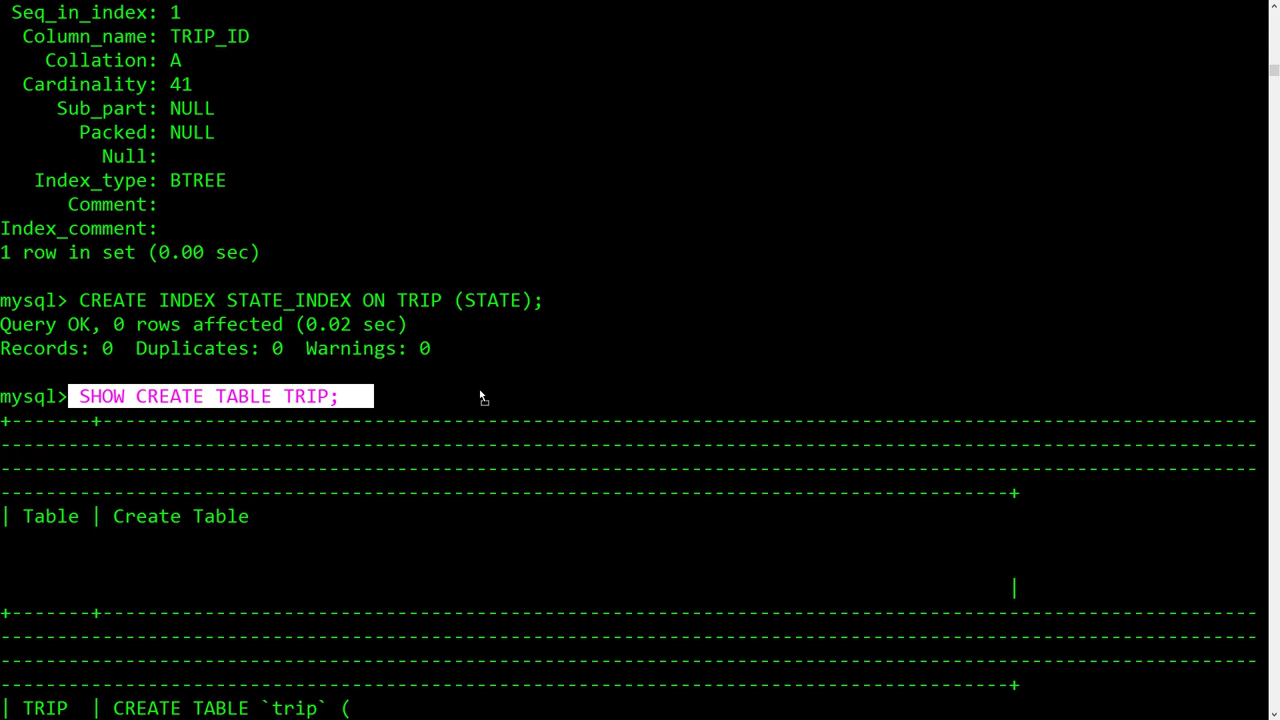 Seq_in_index: 1
Column_name: TRIP_ID
Collation: A
Cardinality: 41
Sub_part: NULL
Packed: NULL
Null:
Index_type: BTREE
Comment:
Index_comment:
1 row in set (0.00 sec)
mysql> CREATE INDEX STATE_INDEX ON TRIP (STATE);
Query OK, 0 rows affected (0.02 sec)
Records: 0  Duplicates: 0  Warnings: 0
mysql> SHOW CREATE TABLE TRIP;
| Table | Create Table
|
| TRIP  | CREATE TABLE `trip` (